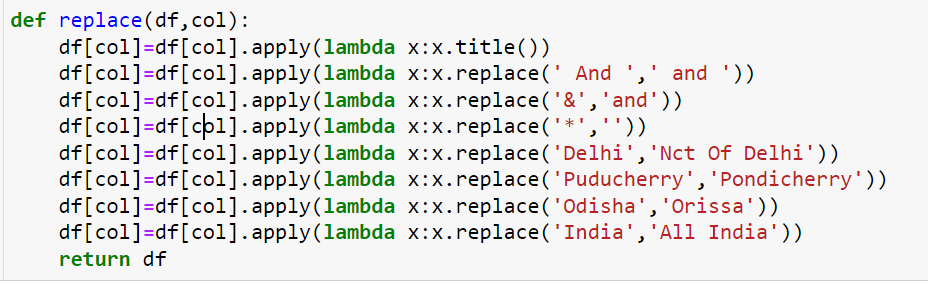 def replace(df,col):
    df[col]=df[col].apply(lambda x:x.title())
    df[col]=df[col].apply(lambda x:x.replace(' And ',' and '))
    df[col]=df[col].apply(lambda x:x.replace('&','and'))
    df[col]=df[col].apply(lambda x:x.replace('*',''))
    df[col]=df[col].apply(lambda x:x.replace('Delhi','Nct Of Delhi'))
    df[col]=df[col].apply(lambda x:x.replace('Puducherry','Pondicherry'))
    df[col]=df[col].apply(lambda x:x.replace('Odisha','Orissa'))
    df[col]=df[col].apply(lambda x:x.replace('India','All India'))
    return df